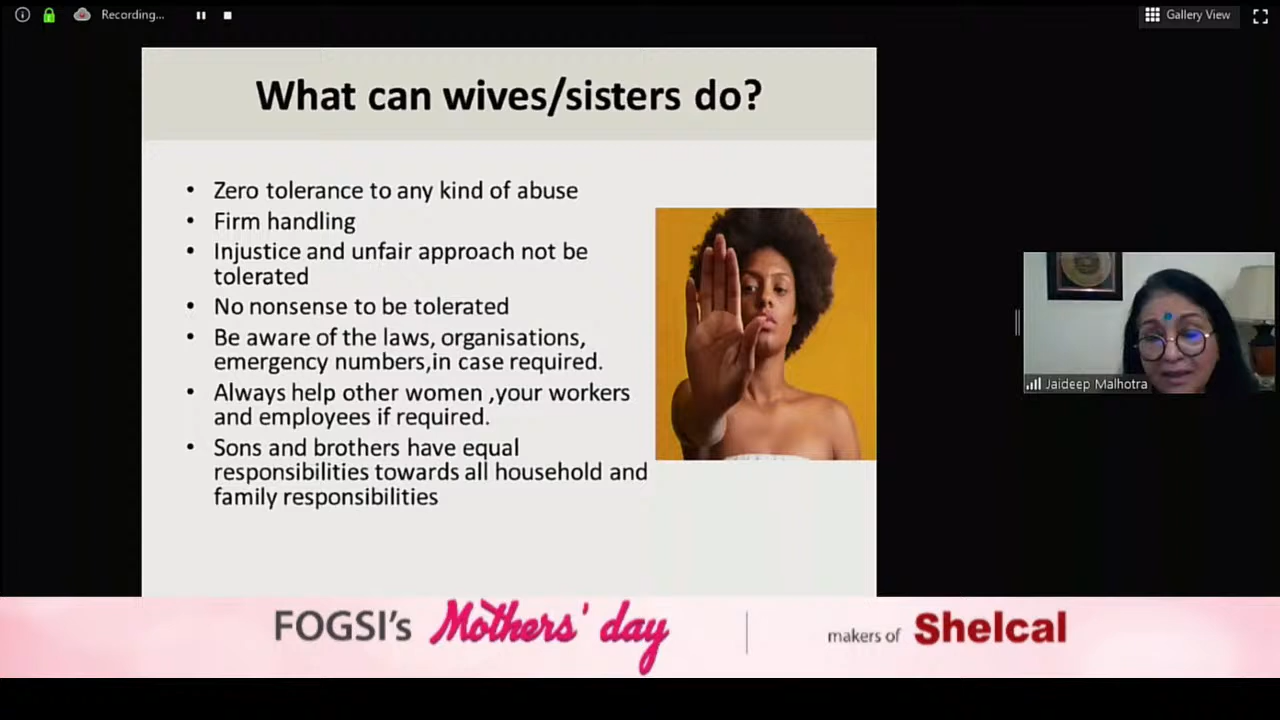 Recording...
Gallery View
What can wives/sisters do?
• Zero tolerance to any kind of abuse
• Firm handling
• Injustice and unfair approach not be
tolerated
• No nonsense to be tolerated
• Be aware of the laws, organisations,
emergency numbers,in case required.
• Always help other women ,your workers
and employees if required.
• Sons and brothers have equal
responsibilities towards all household and
family responsibilities
Jaideep Malhotra
FOGSI's Mothers' day
makers of Shelcal